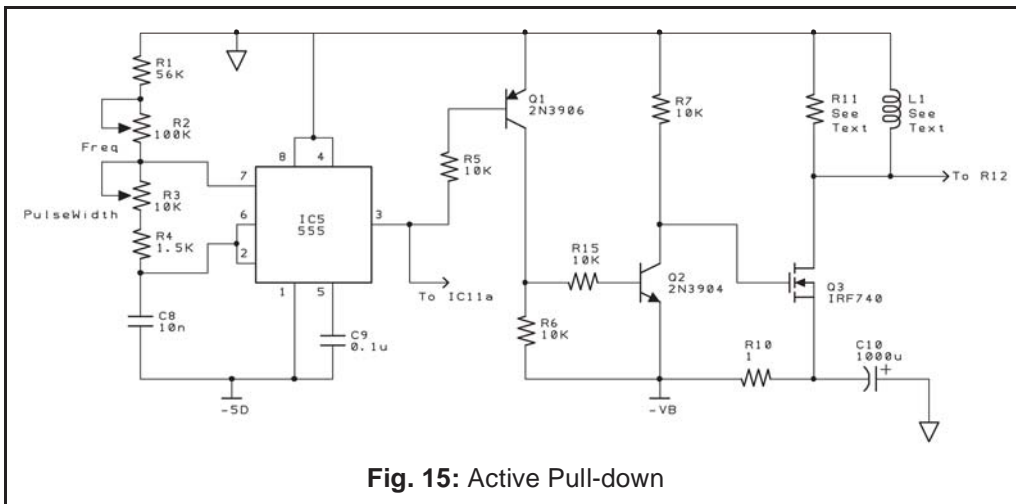 R1
56K
R2
100K
Freq
R3
10K
PulseWidth
R4
1.5K
C8
10n
8 4
7
6
2
3
1 5
IC5
555
C9
0.1u
-5D
To IC11a
R5
10K
Q1
2N3906
R15
10K
R6
10K
R7
10K
Q2
2N3904
-VB
R10
1
R11
See
Text
L1
See
Text
To R12
Q3
IRF740
C10
1000u
+
Fig. 15: Active Pull-down